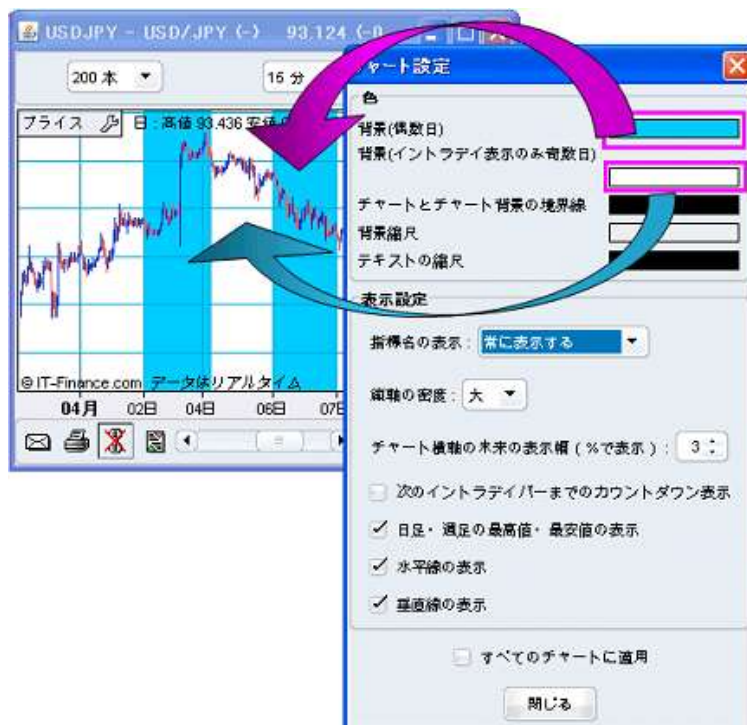 USDJPY - USD/JPY (-) 93,124 (-0
200 本
15 分
プライス
日 : 高値 93.436 安値
© IT-Finance.com データはリアルタイム
04月 02日 04日 06日 07日
チャート設定
色
背景(偶数日)
背景(イントラデイ表示のみ奇数日)
チャートとチャート背景の境界線
背景縮尺
テキストの縮尺
表示設定
指標名の表示 : 常に表示する
縦軸の密度 : 大
チャート横軸の未来の表示幅 ( %で表示 ) : 3
次のイントラデイバーまでのカウントダウン表示
日足・週足の最高値・最安値の表示
水平線の表示
垂直線の表示
すべてのチャートに適用
閉じる